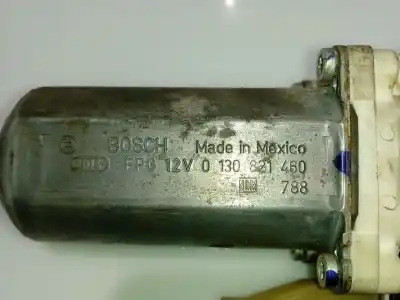 BOSCH Made in Mexico
FPG 12V 0 130 821 460
788